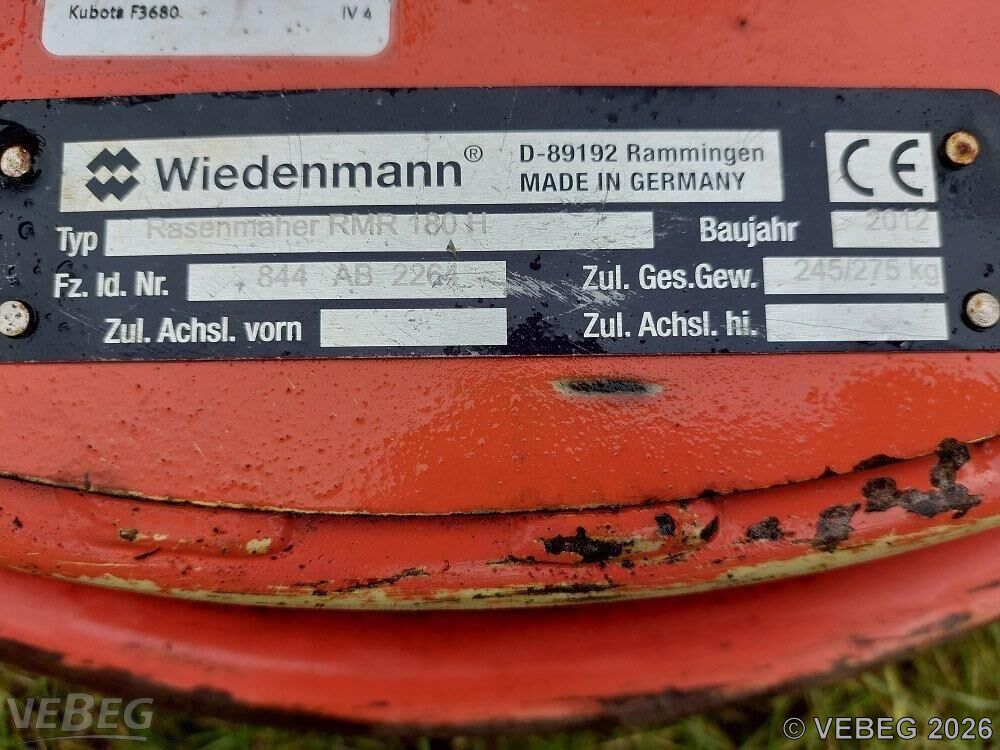 Kubota F3680 IV 4
Wiedenmann® D-89192 Rammingen
MADE IN GERMANY
CE
Typ Rasenmäher RMR 180 H Baujahr 2012
Fz. Id. Nr. 844 AB 2264 Zul. Ges.Gew. 245/275 kg
Zul. Achsl. vorn Zul. Achsl. hi.
VEBEG
© VEBEG 2026